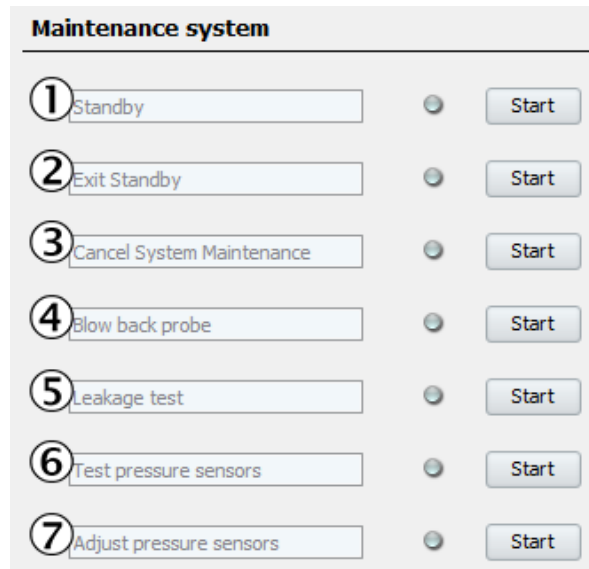 Maintenance system
① Standby Start
② Exit Standby Start
③ Cancel System Maintenance Start
④ Blow back probe Start
⑤ Leakage test Start
⑥ Test pressure sensors Start
⑦ Adjust pressure sensors Start